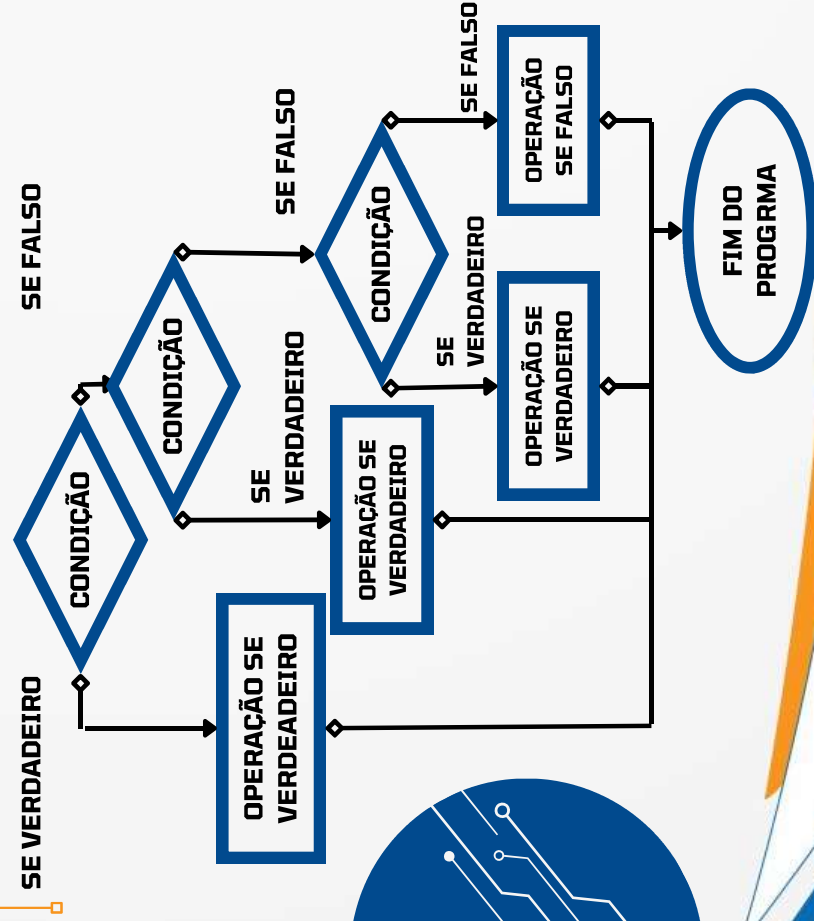 SE VERDADEIRO
SE FALSO
CONDIÇÃO
CONDIÇÃO
SE FALSO
SE
VERDADEIRO
OPERAÇÃO SE
VERDEADEIRO
CONDIÇÃO
OPERAÇÃO SE
VERDADEIRO
SE
VERDADEIRO
SE FALSO
OPERAÇÃO SE
VERDADEIRO
OPERAÇÃO
SE FALSO
FIM DO
PROGRMA